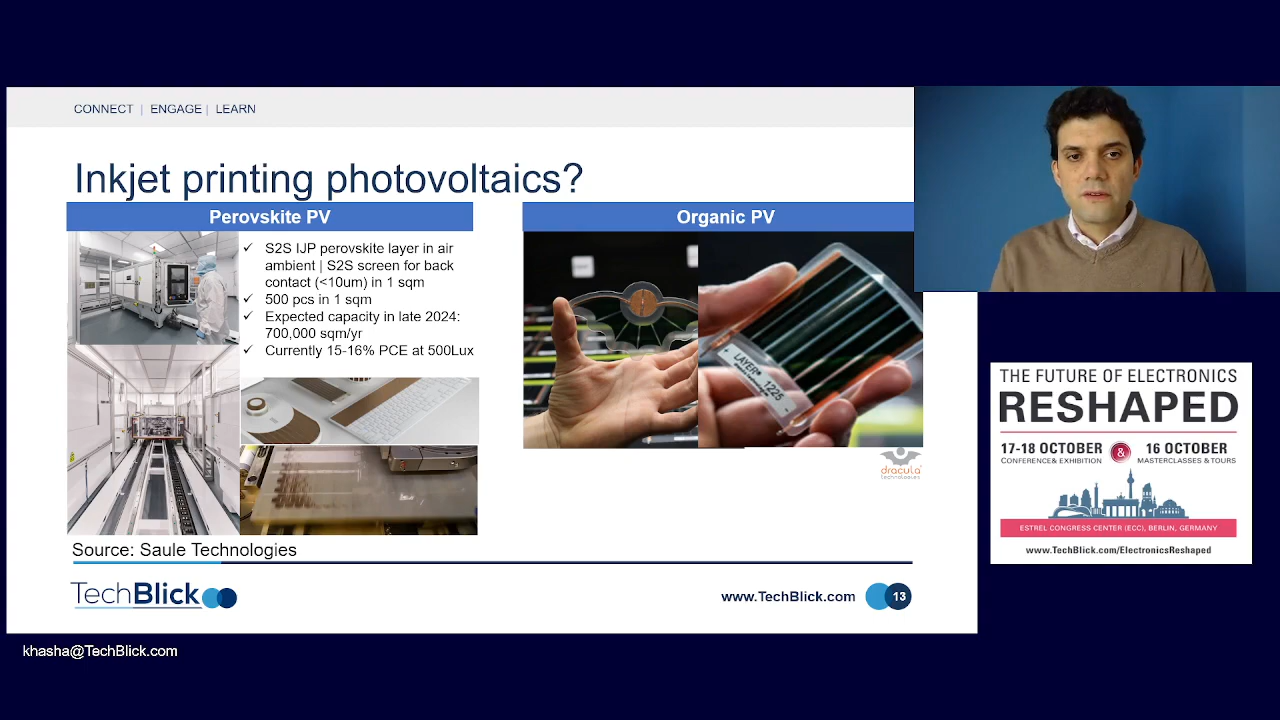 CONNECT | ENGAGE | LEARN
Inkjet printing photovoltaics?
Perovskite PV
✓ S2S IJP perovskite layer in air
ambient | S2S screen for back
contact (<10um) in 1 sqm
✓ 500 pcs in 1 sqm
✓ Expected capacity in late 2024:
700,000 sqm/yr
✓ Currently 15-16% PCE at 500Lux
Organic PV
LAYER® 1225
dracula
technologies
Source: Saule Technologies
TechBlick
www.TechBlick.com
13
khasha@TechBlick.com
THE FUTURE OF ELECTRONICS
RESHAPED
17-18 OCTOBER & 16 OCTOBER
CONFERENCE& EXHIBITION MASTERCLASSES & TOURS
ESTREL CONGRESS CENTER (ECC), BERLIN, GERMANY
www.TechBlick.com/ElectronicsReshaped